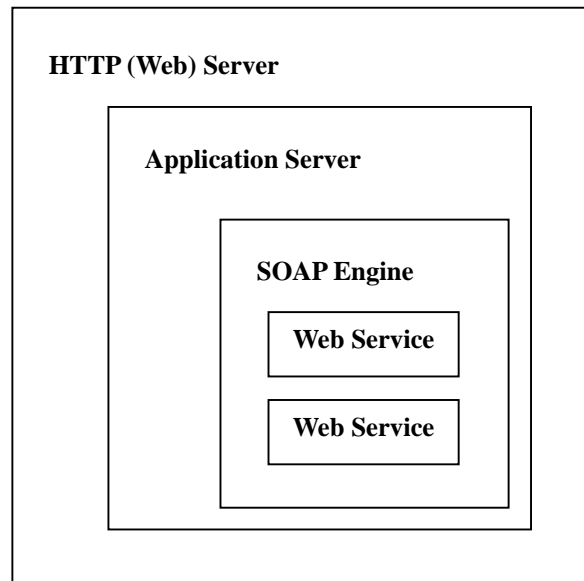 HTTP (Web) Server
Application Server
SOAP Engine
Web Service
Web Service